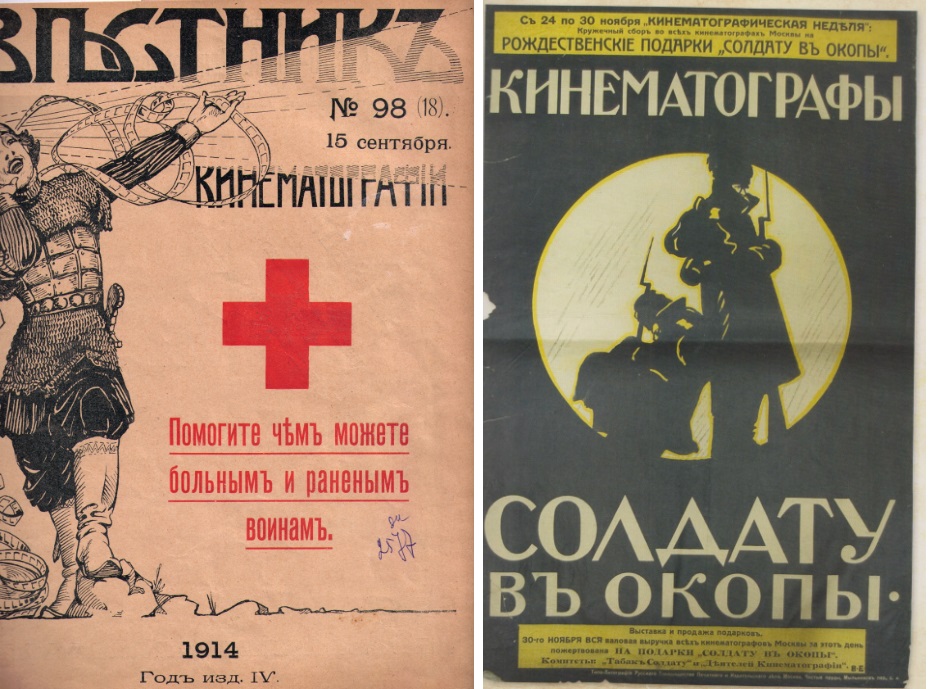 ВѢСТНИКЪ
№ 98 (18).
15 сентября.
КИНЕМАТОГРАФІИ
Помогите чѣмъ можете
больнымъ и раненымъ
воинамъ.
2577
1914
Годъ изд. IV.
Съ 24 по 30 ноября „КИНЕМАТОГРАФИЧЕСКАЯ НЕДѢЛЯ“:
Кружечный сборъ во всѣхъ кинематографахъ Москвы на
РОЖДЕСТВЕНСКІЕ ПОДАРКИ „СОЛДАТУ ВЪ ОКОПЫ“.
КИНЕМАТОГРАФЫ
СОЛДАТУ
ВЪ ОКОПЫ·
Выставка и продажа подарковъ.
30-го НОЯБРЯ ВСЯ валовая выручка всѣхъ кинематографовъ Москвы за этотъ день
пожертвована НА ПОДАРКИ „СОЛДАТУ ВЪ ОКОПЫ“.
Комитетъ: „Табакъ Солдату“ и „Дѣятелей Кинематографіи“.